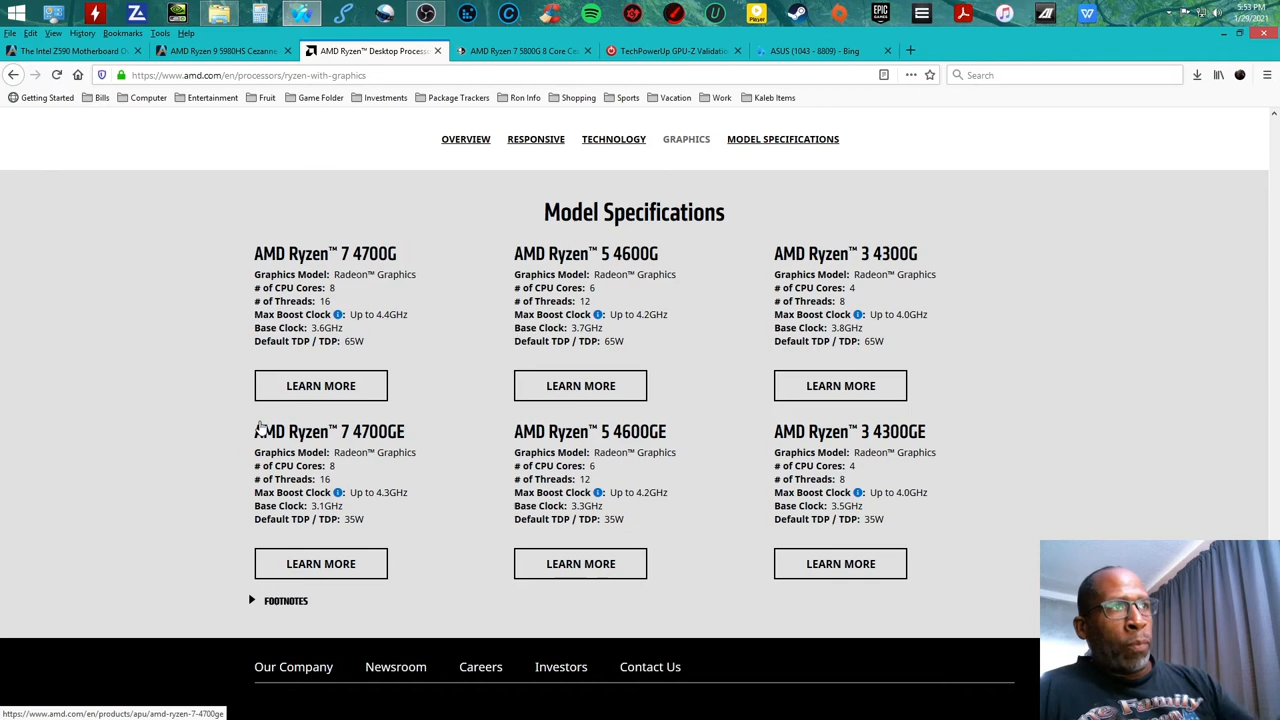 5:53 PM
1/29/2021
File Edit View History Bookmarks Tools Help
The Intel Z590 Motherboard O
AMD Ryzen 9 5980HS Cezanne
AMD Ryzen™ Desktop Process
AMD Ryzen 7 5800G 8 Core Ce
TechPowerUp GPU-Z Validatio
ASUS (1043 - 8809) - Bing
https://www.amd.com/en/processors/ryzen-with-graphics
Search
Getting Started Bills Computer Entertainment Fruit Game Folder Investments Package Trackers Ron Info Shopping Sports Vacation Work Kaleb Items
OVERVIEW RESPONSIVE TECHNOLOGY GRAPHICS MODEL SPECIFICATIONS
Model Specifications
AMD Ryzen™ 7 4700G
Graphics Model: Radeon™ Graphics
# of CPU Cores: 8
# of Threads: 16
Max Boost Clock : Up to 4.4GHz
Base Clock: 3.6GHz
Default TDP / TDP: 65W
LEARN MORE
AMD Ryzen™ 5 4600G
Graphics Model: Radeon™ Graphics
# of CPU Cores: 6
# of Threads: 12
Max Boost Clock : Up to 4.2GHz
Base Clock: 3.7GHz
Default TDP / TDP: 65W
LEARN MORE
AMD Ryzen™ 3 4300G
Graphics Model: Radeon™ Graphics
# of CPU Cores: 4
# of Threads: 8
Max Boost Clock : Up to 4.0GHz
Base Clock: 3.8GHz
Default TDP / TDP: 65W
LEARN MORE
AMD Ryzen™ 7 4700GE
Graphics Model: Radeon™ Graphics
# of CPU Cores: 8
# of Threads: 16
Max Boost Clock : Up to 4.3GHz
Base Clock: 3.1GHz
Default TDP / TDP: 35W
LEARN MORE
AMD Ryzen™ 5 4600GE
Graphics Model: Radeon™ Graphics
# of CPU Cores: 6
# of Threads: 12
Max Boost Clock : Up to 4.2GHz
Base Clock: 3.3GHz
Default TDP / TDP: 35W
LEARN MORE
AMD Ryzen™ 3 4300GE
Graphics Model: Radeon™ Graphics
# of CPU Cores: 4
# of Threads: 8
Max Boost Clock : Up to 4.0GHz
Base Clock: 3.5GHz
Default TDP / TDP: 35W
LEARN MORE
FOOTNOTES
Our Company Newsroom Careers Investors Contact Us
https://www.amd.com/en/products/apu/amd-ryzen-7-4700ge